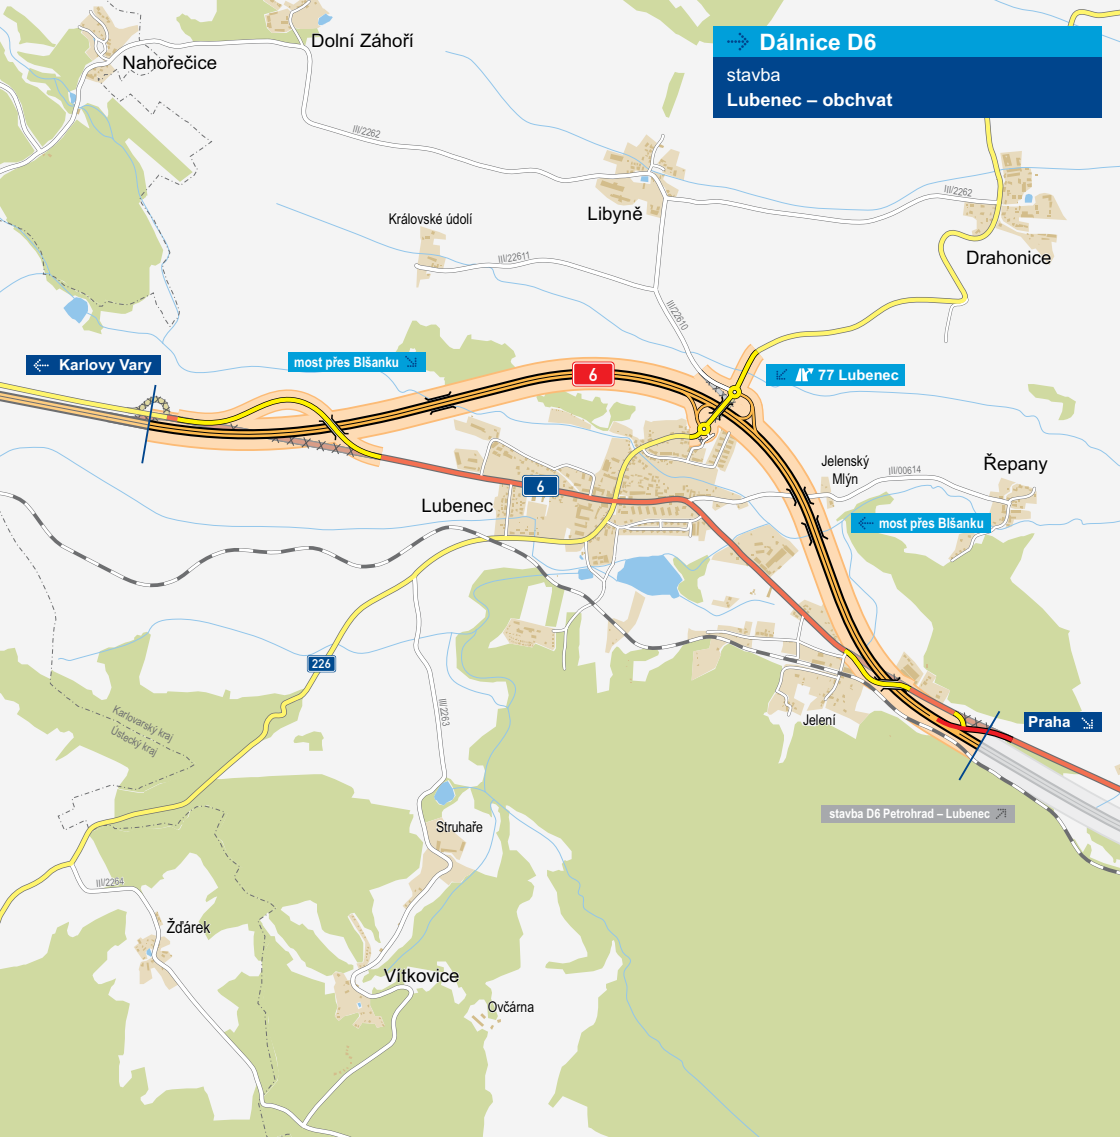 Dolní Záhoří
Nahořečice
Dálnice D6
stavba
Lubenec – obchvat
III/2262
Libyně
III/2262
Královské údolí
Drahonice
III/22611
III/22610
Karlovy Vary
most přes Blšanku
6
77 Lubenec
Jelenský
Mlýn
Řepany
III/00614
6
Lubenec
most přes Blšanku
226
Karlovarský kraj
Ústecký kraj
III/2263
Jelení
Praha
stavba D6 Petrohrad – Lubenec
Struhaře
III/2264
Žďárek
Vítkovice
Ovčárna